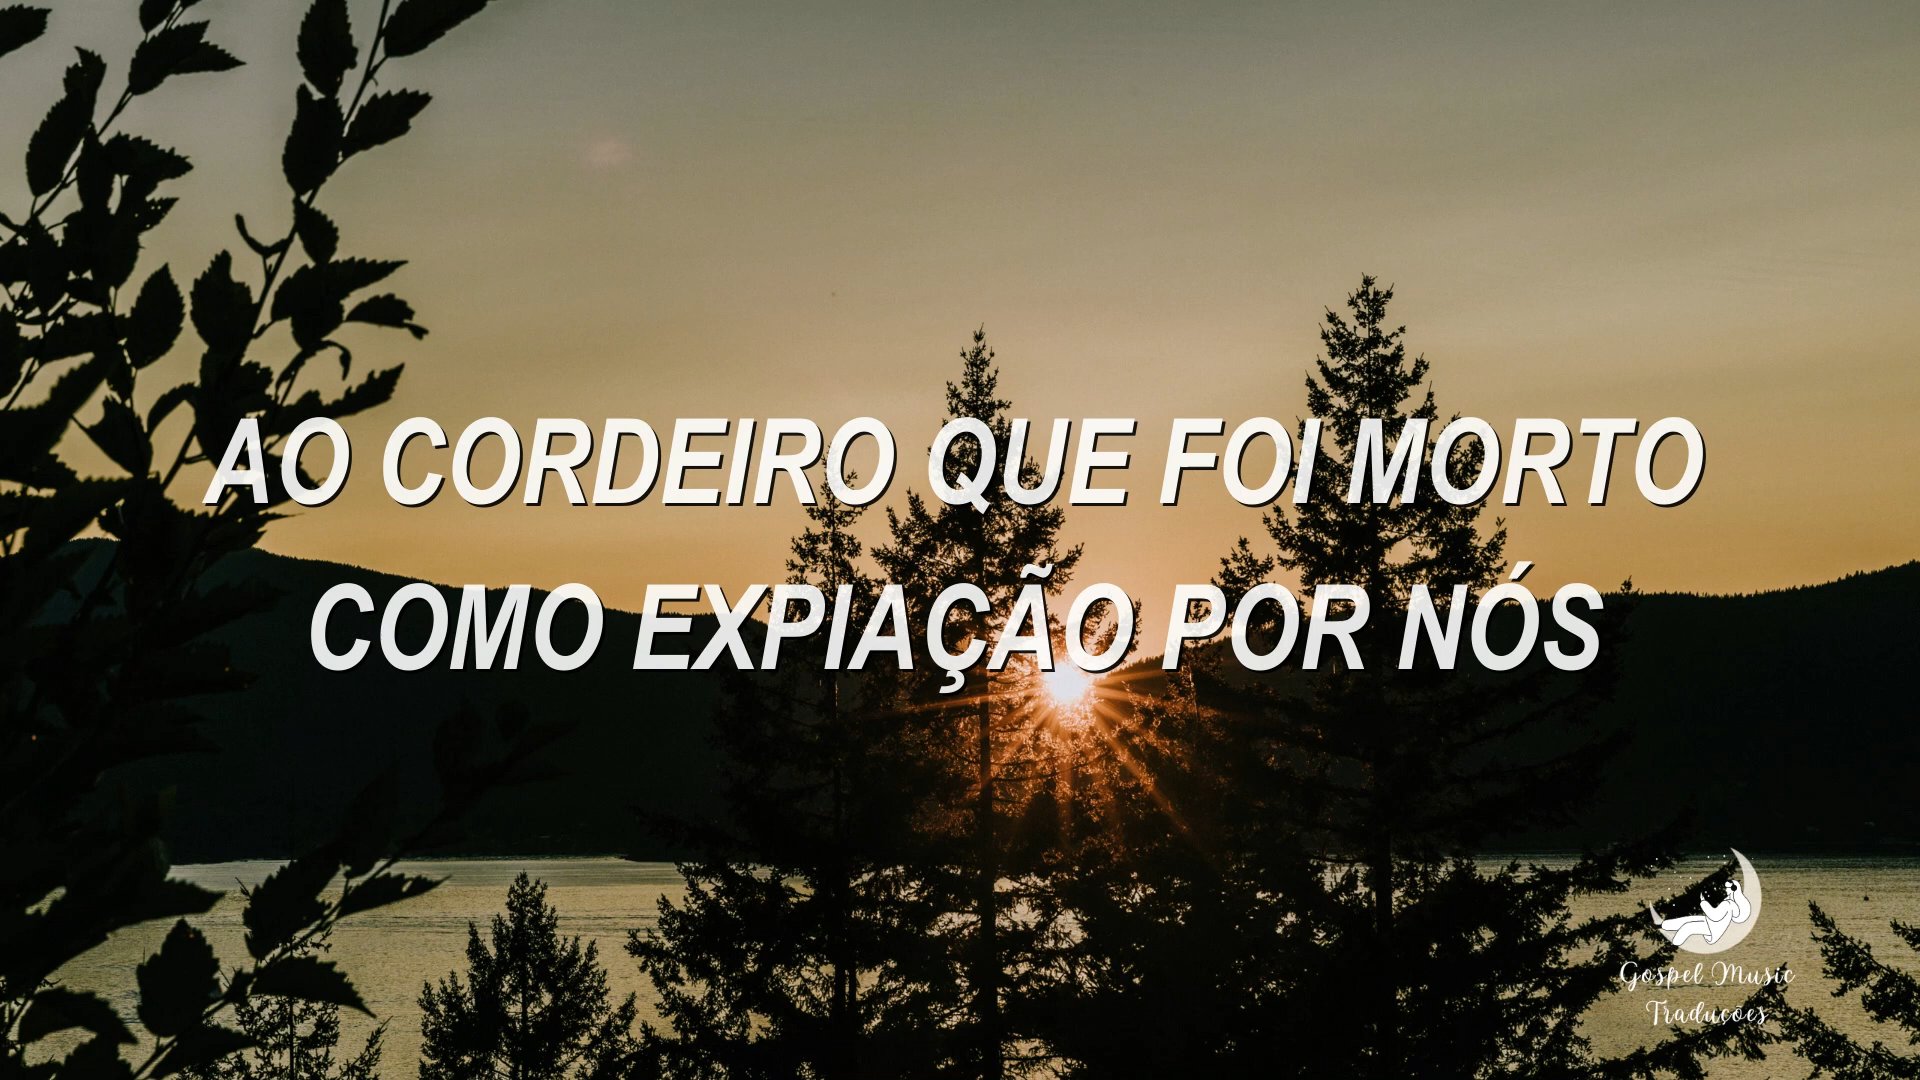 AO CORDEIRO QUE FOI MORTO
COMO EXPIAÇÃO POR NÓS
Gospel Music
Traduções